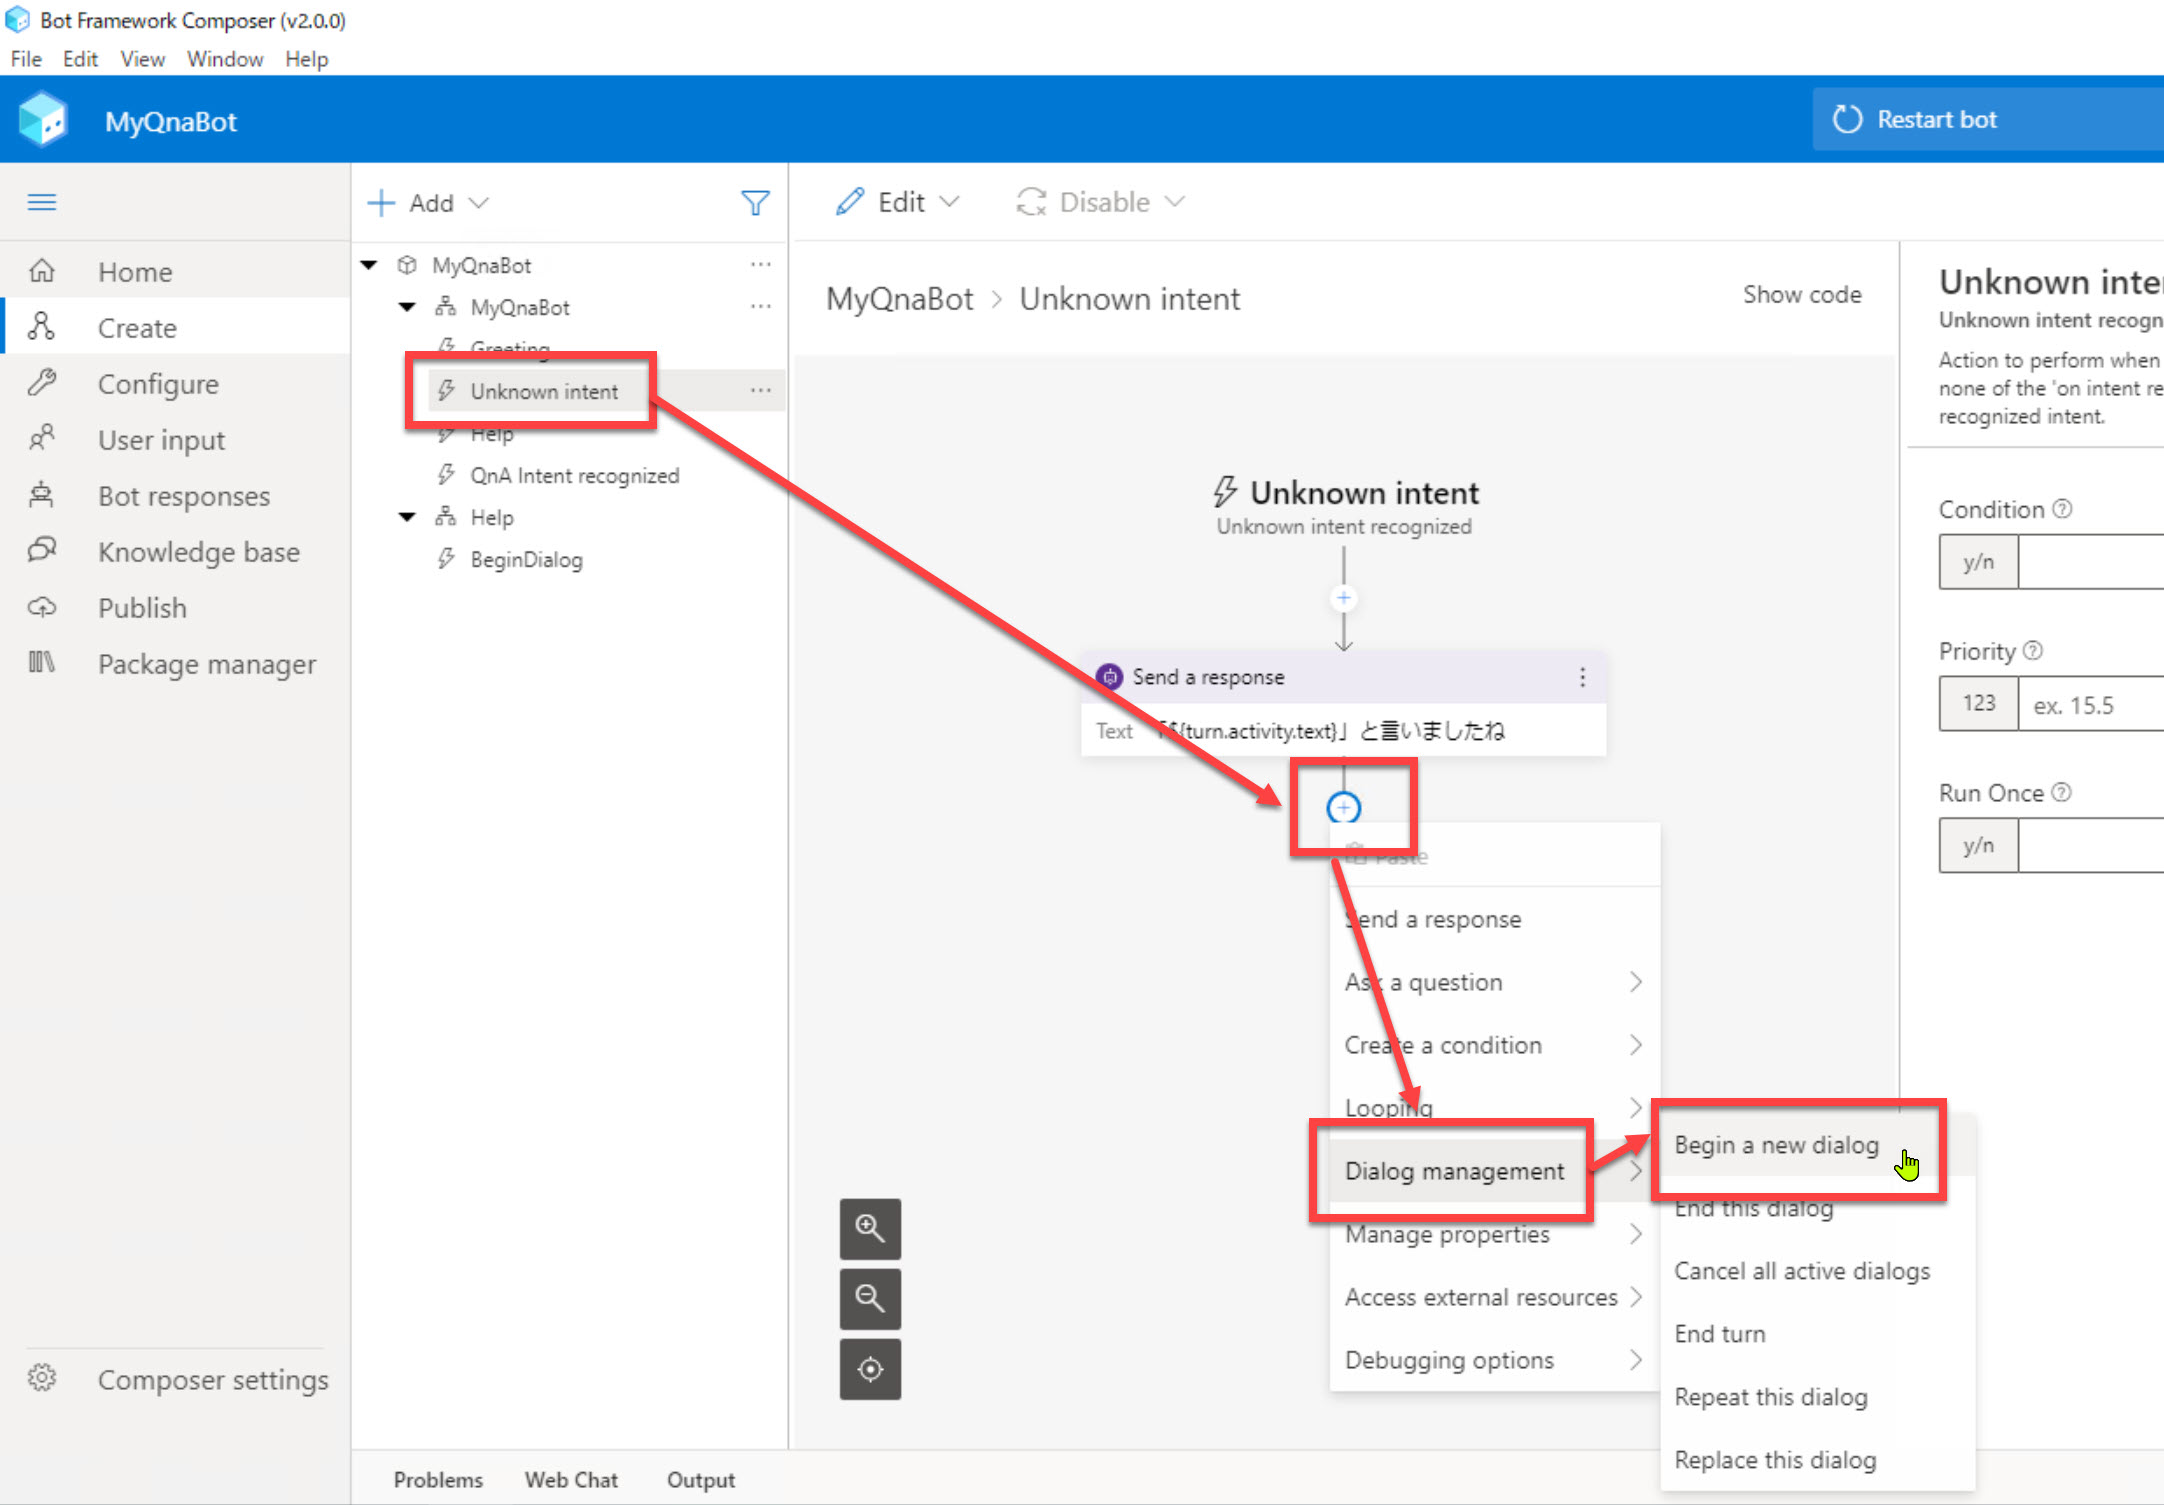 Bot Framework Composer (v2.0.0)
File Edit View Window Help
MyQnaBot
Restart bot
Add
Edit
Disable
Home
Create
Configure
User input
Bot responses
Knowledge base
Publish
Package manager
Composer settings
MyQnaBot
MyQnaBot
Greeting
Unknown intent
Help
QnA Intent recognized
Help
BeginDialog
MyQnaBot > Unknown intent
Show code
Unknown intent
Unknown intent recognized
Send a response
Text 「${turn.activity.text}」と言いましたね
Paste
Send a response
Ask a question
Create a condition
Looping
Dialog management
Manage properties
Access external resources
Debugging options
Begin a new dialog
End this dialog
Cancel all active dialogs
End turn
Repeat this dialog
Replace this dialog
Unknown inte
Unknown intent recogn
Action to perform when
none of the 'on intent re
recognized intent.
Condition
y/n
Priority
123 ex. 15.5
Run Once
y/n
Problems Web Chat Output